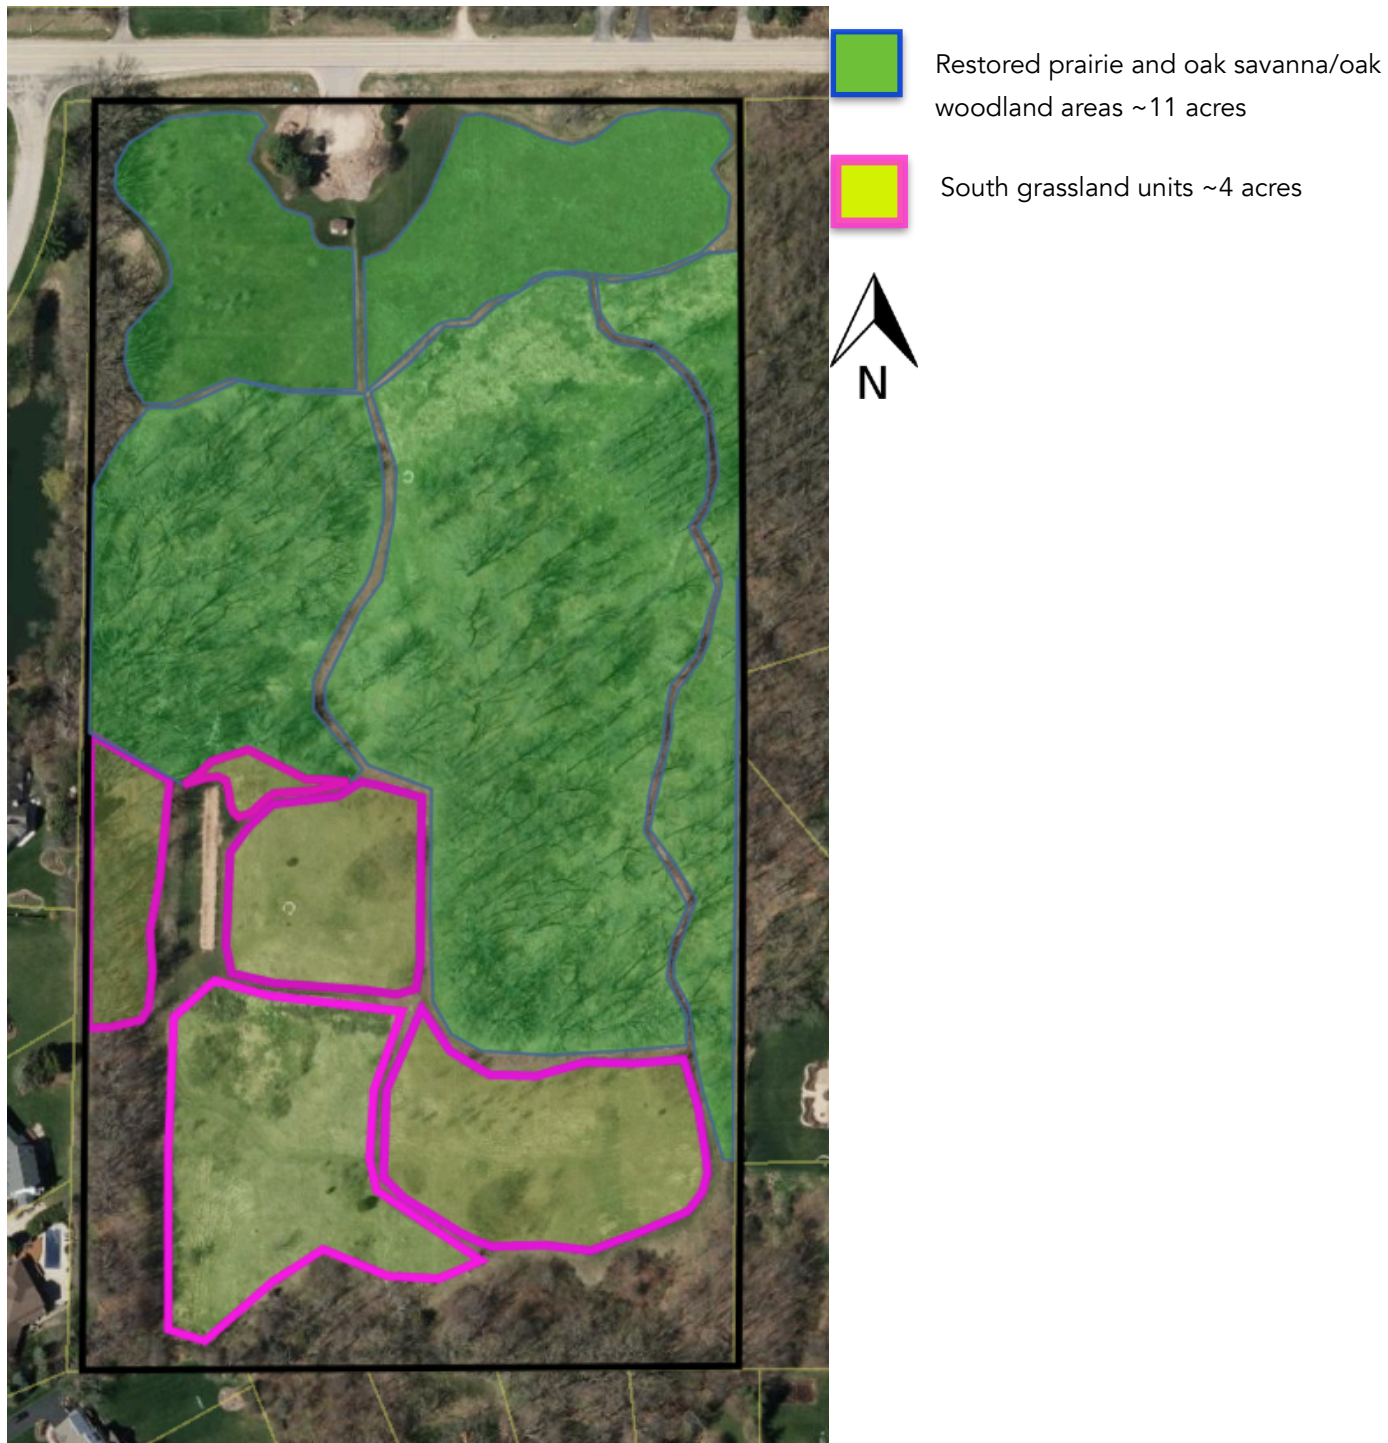 Restored prairie and oak savanna/oak
woodland areas ~11 acres
South grassland units ~4 acres
N